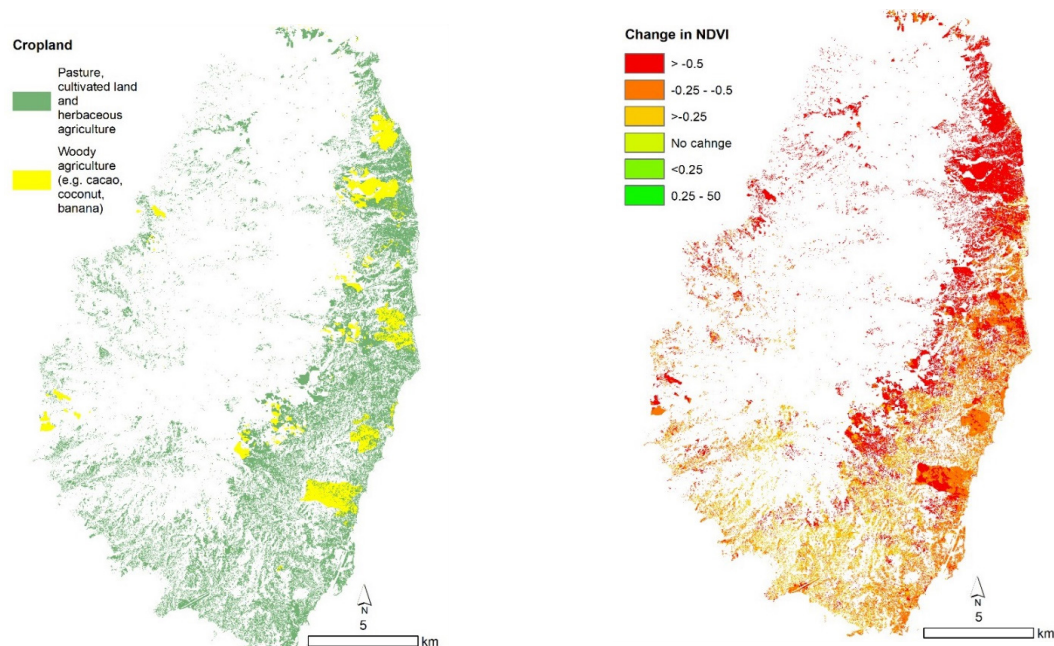 Cropland
Pasture,
cultivated land
and
herbaceous
agriculture
Woody
agriculture
(e.g. cacao,
coconut,
banana)
N
5
km
Change in NDVI
> -0.5
-0.25 - -0.5
>-0.25
No cahnge
<0.25
0.25 - 50
N
5
km